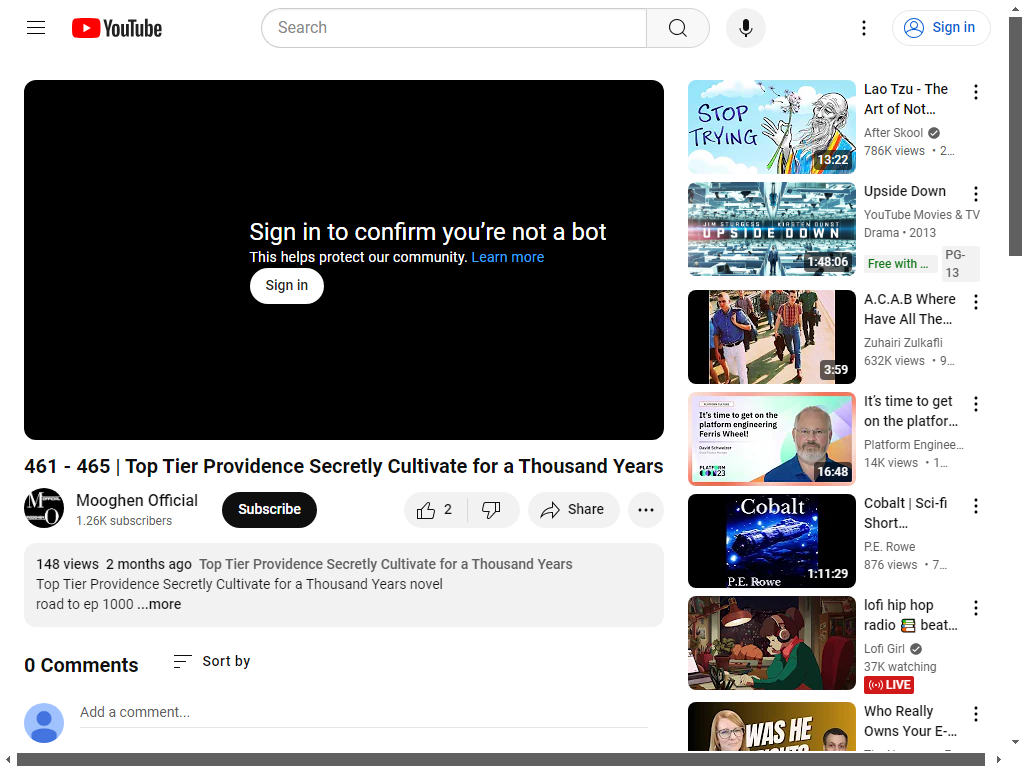 YouTube
Search
Sign in
Sign in to confirm you’re not a bot
This helps protect our community. Learn more
Sign in
461 - 465 | Top Tier Providence Secretly Cultivate for a Thousand Years
Mooghen Official
1.26K subscribers
Subscribe
2
Share
148 views 2 months ago Top Tier Providence Secretly Cultivate for a Thousand Years
Top Tier Providence Secretly Cultivate for a Thousand Years novel
road to ep 1000 ...more
0 Comments
Sort by
Add a comment...
STOP
TRYING
13:22
Lao Tzu - The
Art of Not...
After Skool
786K views • 2...
JIM STURGESS KIRSTEN DUNST
UPSIDE DOWN
1:48:06
Upside Down
YouTube Movies & TV
Drama • 2013
Free with ...
PG-
13
3:59
A.C.A.B Where
Have All The...
Zuhairi Zulkafli
632K views • 9...
It's time to get on the
platform engineering
Ferris Wheel!
David Schweizer
PLATFORM
CON23
16:48
It’s time to get
on the platfor...
Platform Enginee...
14K views • 1...
Cobalt
P.E. Rowe
1:11:29
Cobalt | Sci-fi
Short...
P.E. Rowe
876 views • 7...
lofi hip hop
radio 📚 beat...
Lofi Girl
37K watching
LIVE
WAS HE
Who Really
Owns Your E-...